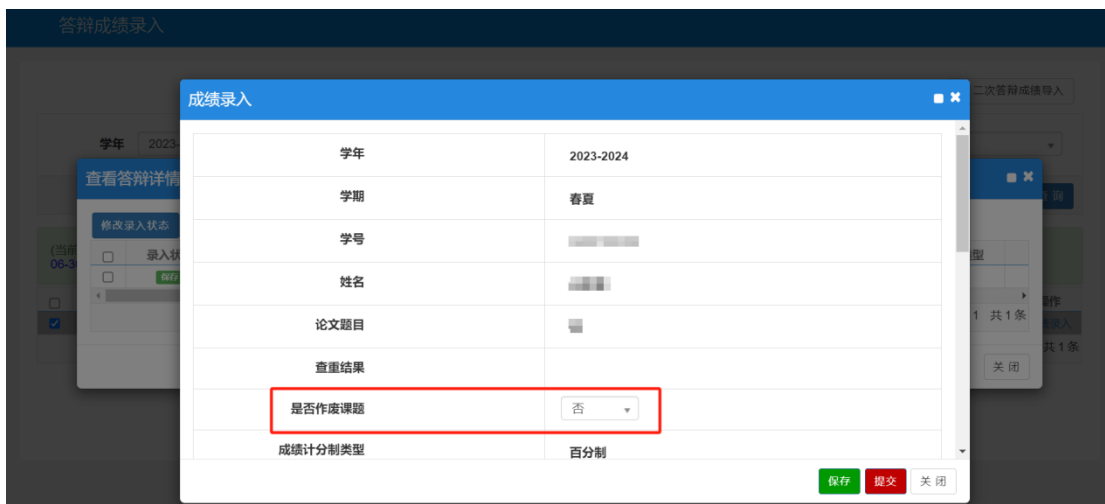 答辩成绩录入
二次答辩成绩导入
成绩录入
学年 2023-
查看答辩详情
修改录入状态
(当前
06-3
录入状
保存
学年 2023-2024
学期 春夏
学号
姓名
论文题目
查重结果
是否作废课题 否
成绩计分制类型 百分制
保存 提交 关闭
查询
型
操作
1 共1条
录入
共1条
关闭